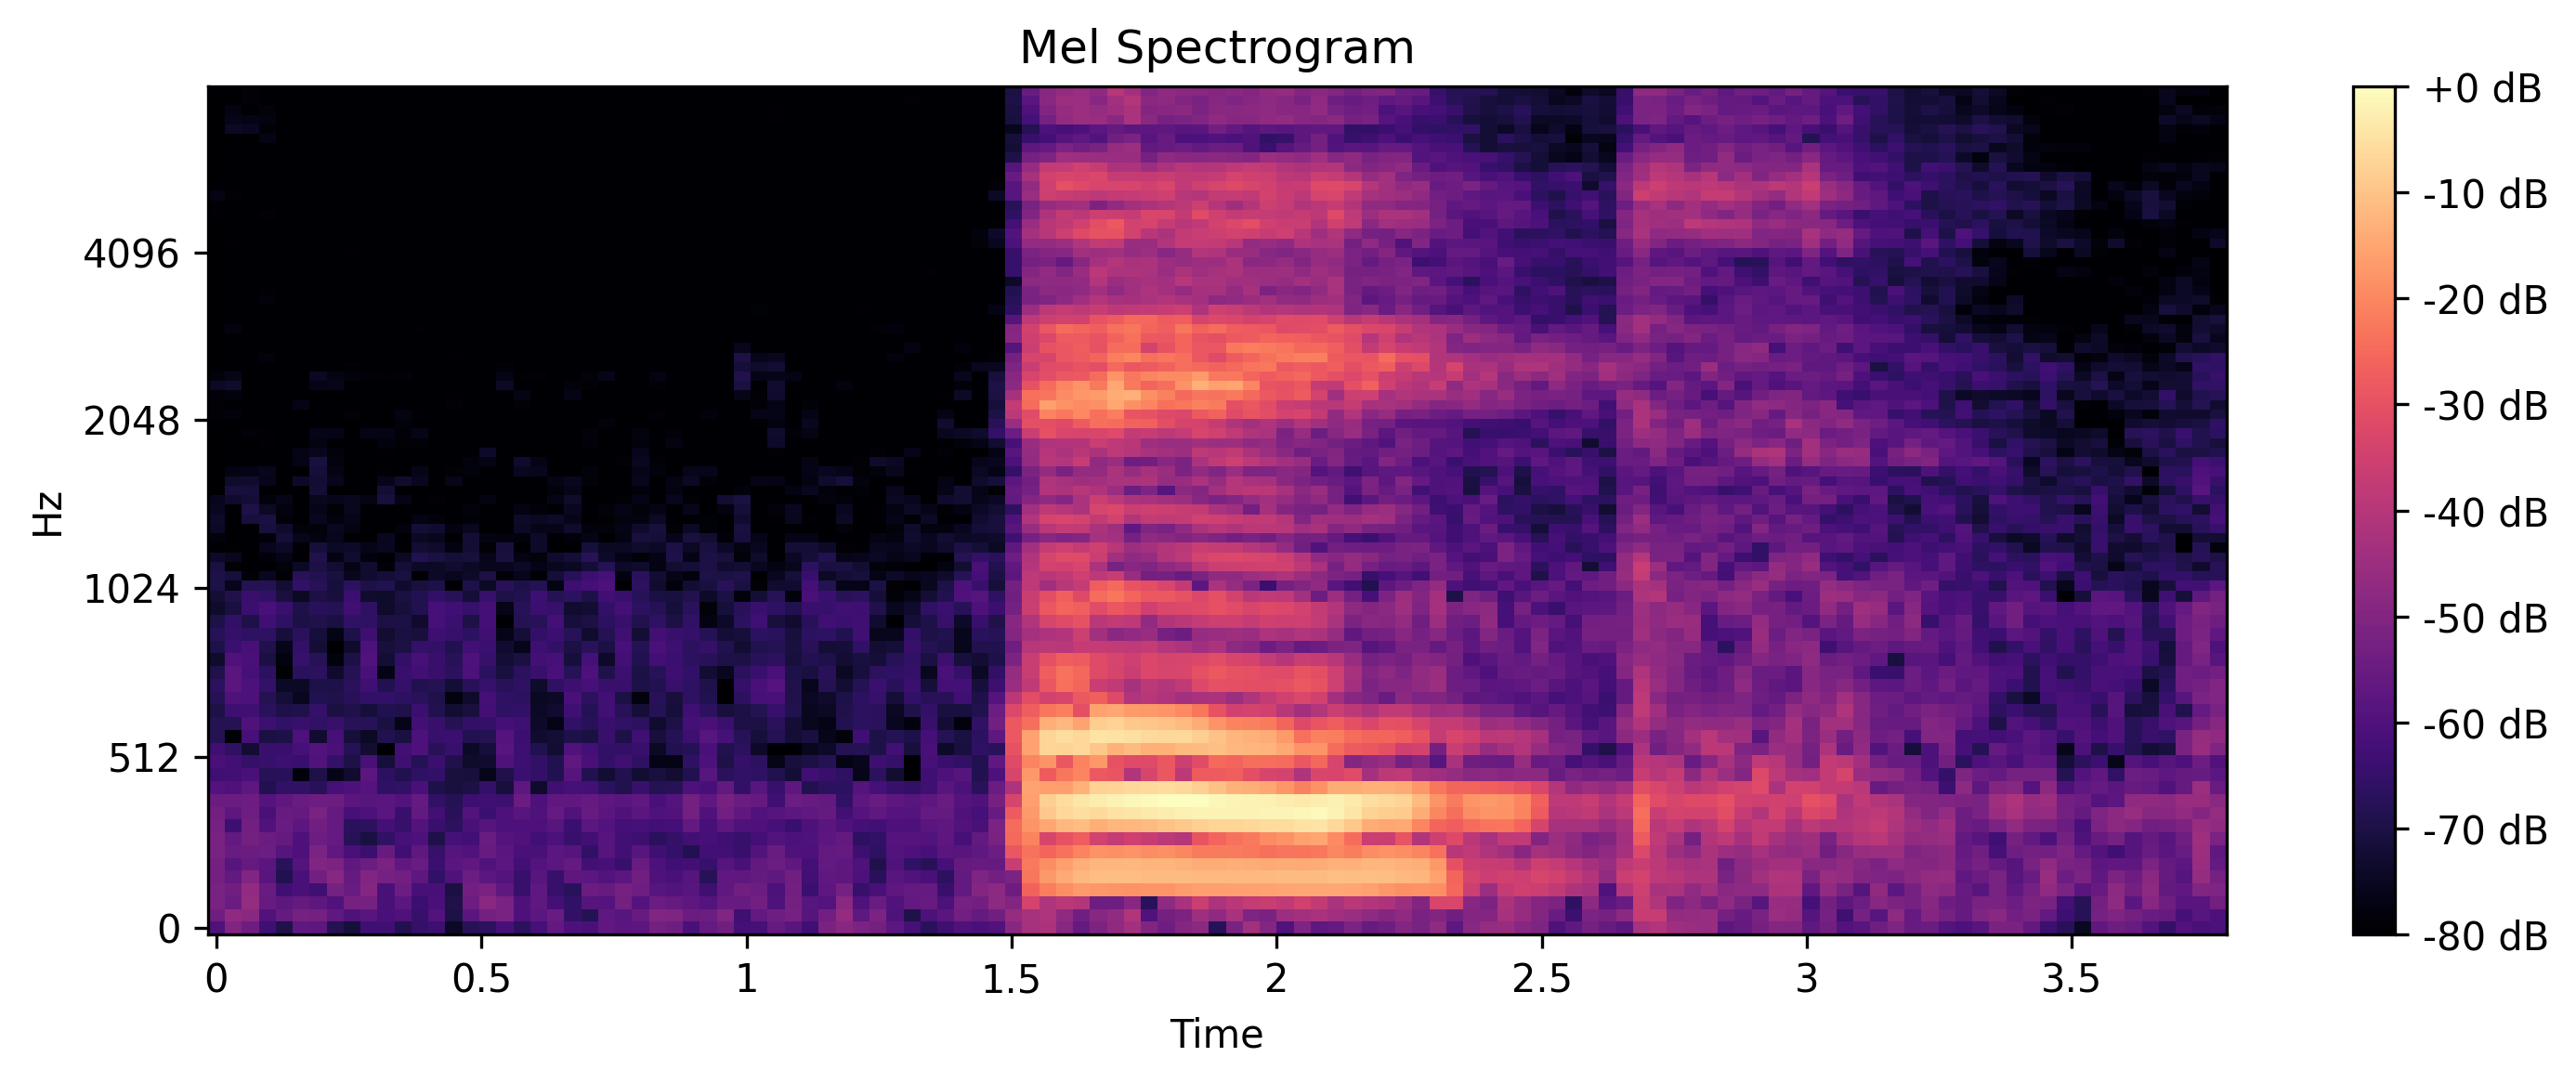 Mel Spectrogram
Hz
4096
2048
1024
512
0
0 0.5 1 1.5 2 2.5 3 3.5
Time
+0 dB
-10 dB
-20 dB
-30 dB
-40 dB
-50 dB
-60 dB
-70 dB
-80 dB